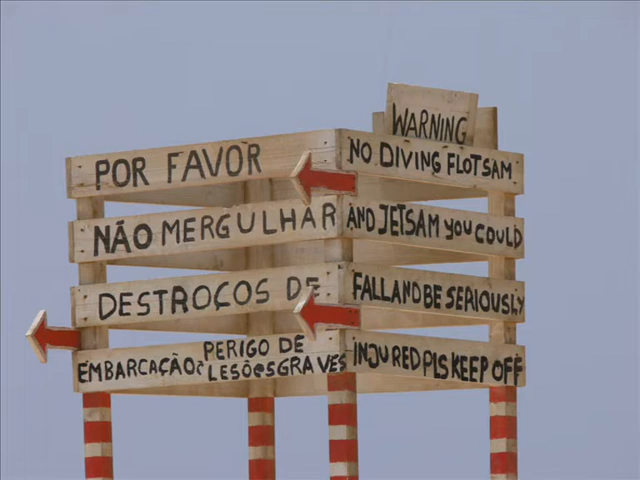 POR FAVOR
NÃO MERGULHAR
DESTROÇOS DE
EMBARCAÇÃO? PERIGO DE
LESÕES GRAVES
WARNING
NO DIVING FLOTSAM
AND JETSAM YOU COULD
FALL AND BE SERIOUSLY
INJURED PLS KEEP OFF